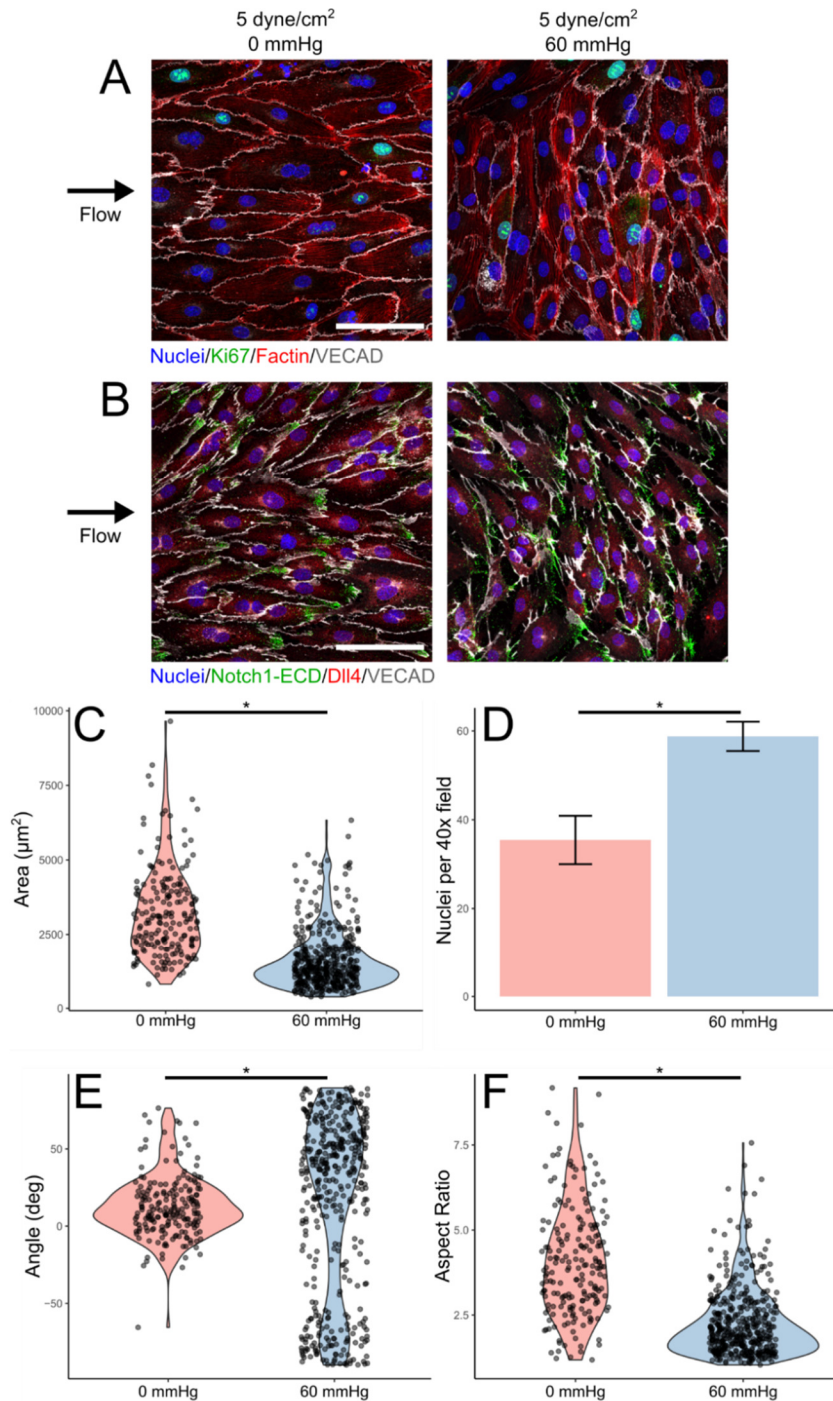 5 dyne/cm² 5 dyne/cm²
0 mmHg 60 mmHg
A
Flow
Nuclei/Ki67/Factin/VECAD
B
Flow
Nuclei/Notch1-ECD/Dll4/VECAD
C
*
10000
7500
5000
2500
0
Area (µm²)
0 mmHg 60 mmHg
D
*
60
40
20
0
Nuclei per 40x field
0 mmHg 60 mmHg
E
*
50
0
−50
Angle (deg)
0 mmHg 60 mmHg
F
*
7.5
5.0
2.5
Aspect Ratio
0 mmHg 60 mmHg